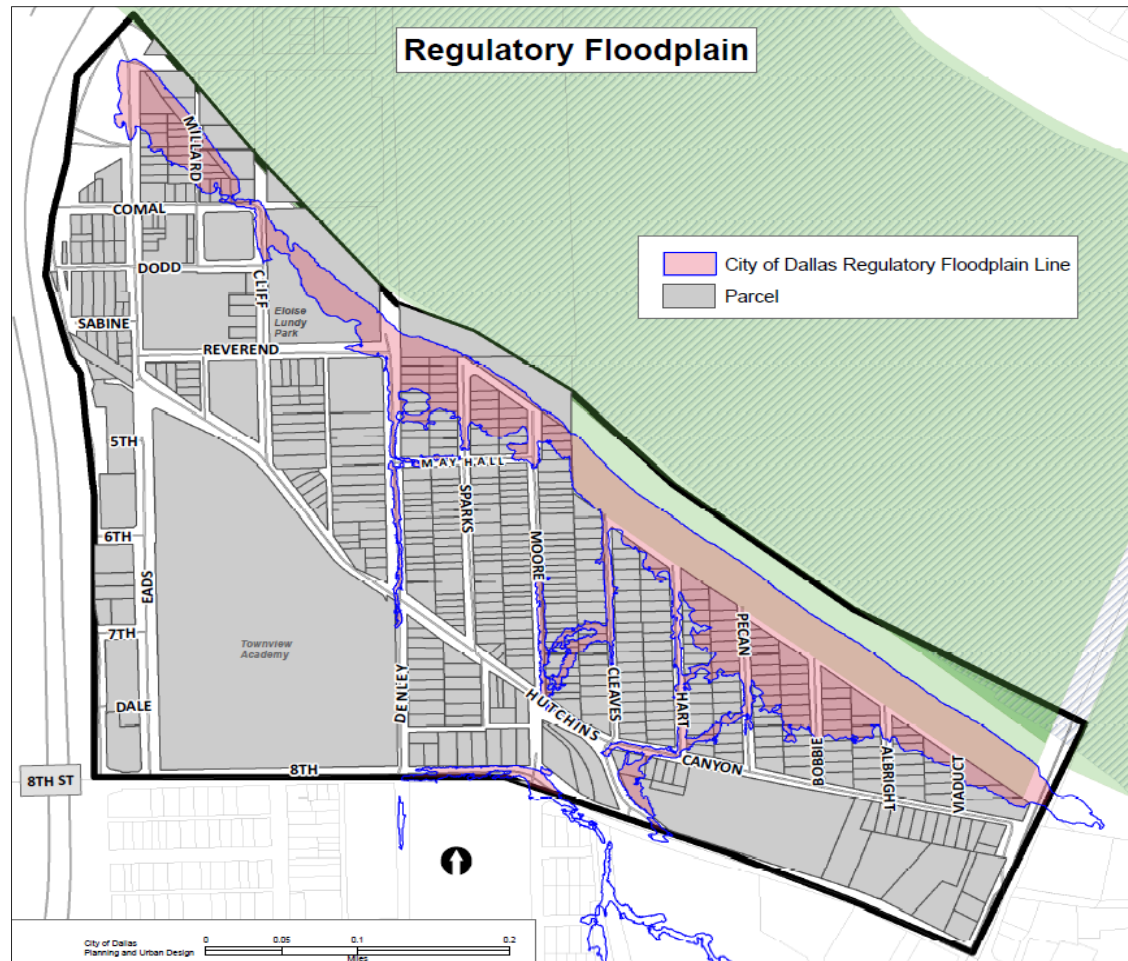 Regulatory Floodplain
City of Dallas Regulatory Floodplain Line
Parcel
MILLARD
COMAL
DODD
CLIFF
Eloise
Lundy
Park
SABINE
REVEREND
5TH
MAY HALL
SPARKS
6TH
MOORE
EADS
PECAN
7TH
Townview
Academy
CLEAVES
DENLEY
HART
DALE
HUTCHINS
BOBBIE
ALBRIGHT
VIADULT
CANYON
8TH
8TH ST
City of Dallas
Planning and Urban Design
0 0.05 0.1 0.2
Miles